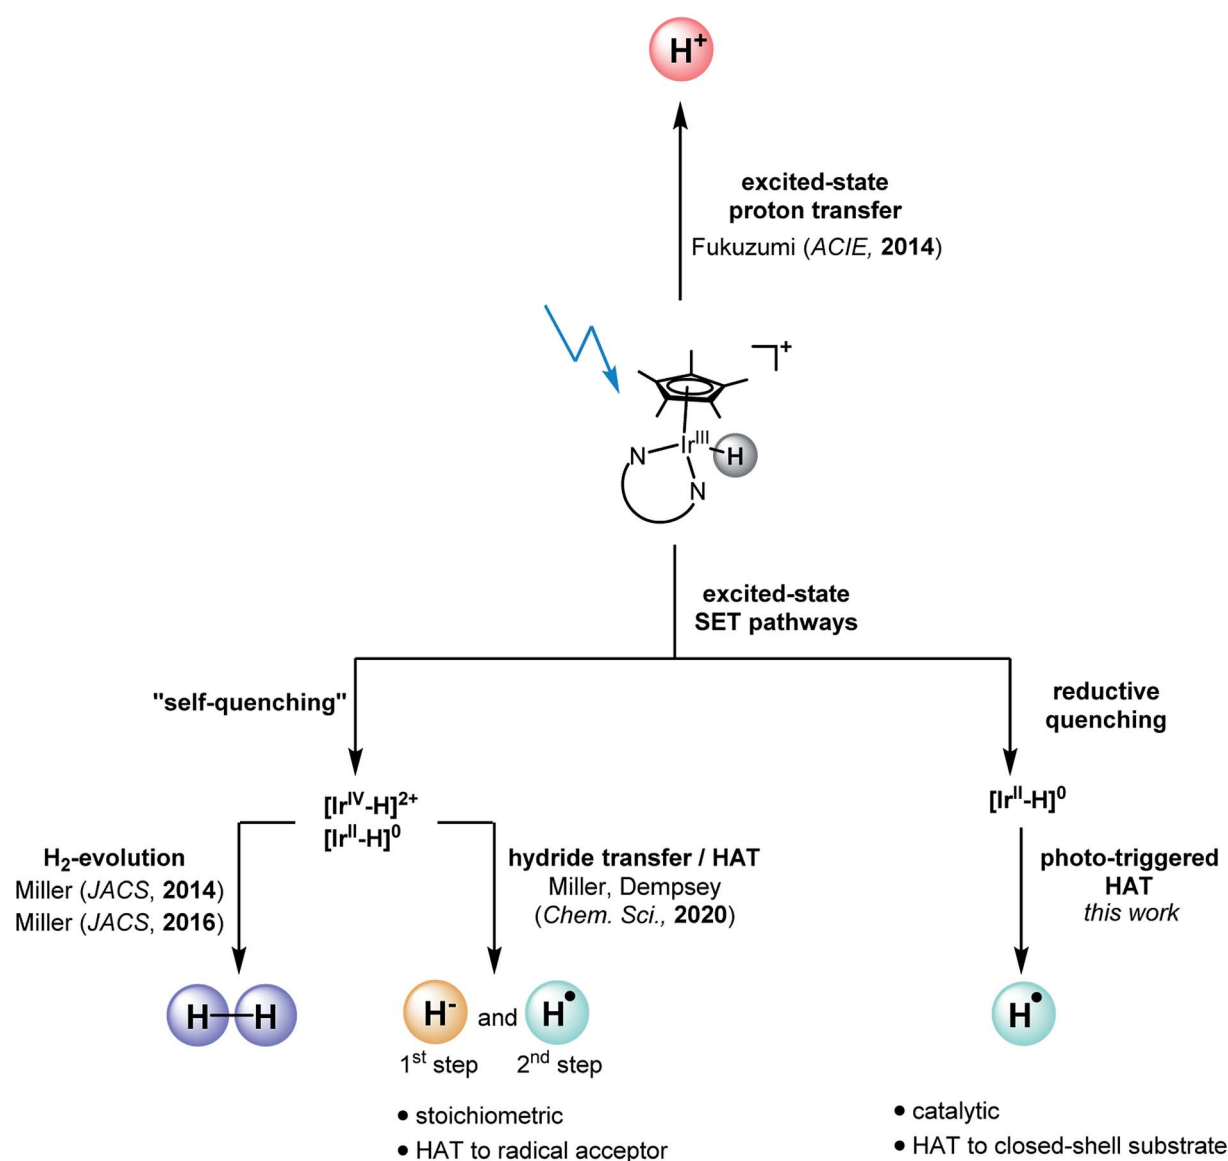 H⁺
excited-state
proton transfer
Fukuzumi (ACIE, 2014)
+
Irᴵᴵᴵ
H
N
N
excited-state
SET pathways
"self-quenching"
reductive
quenching
[Irᴵⱽ-H]²⁺
[Irᴵᴵ-H]⁰
[Irᴵᴵ-H]⁰
H₂-evolution
Miller (JACS, 2014)
Miller (JACS, 2016)
hydride transfer / HAT
Miller, Dempsey
(Chem. Sci., 2020)
photo-triggered
HAT
this work
H—H
H⁻ and H•
1ˢᵗ step 2ⁿᵈ step
H•
• stoichiometric
• HAT to radical acceptor
• catalytic
• HAT to closed-shell substrate